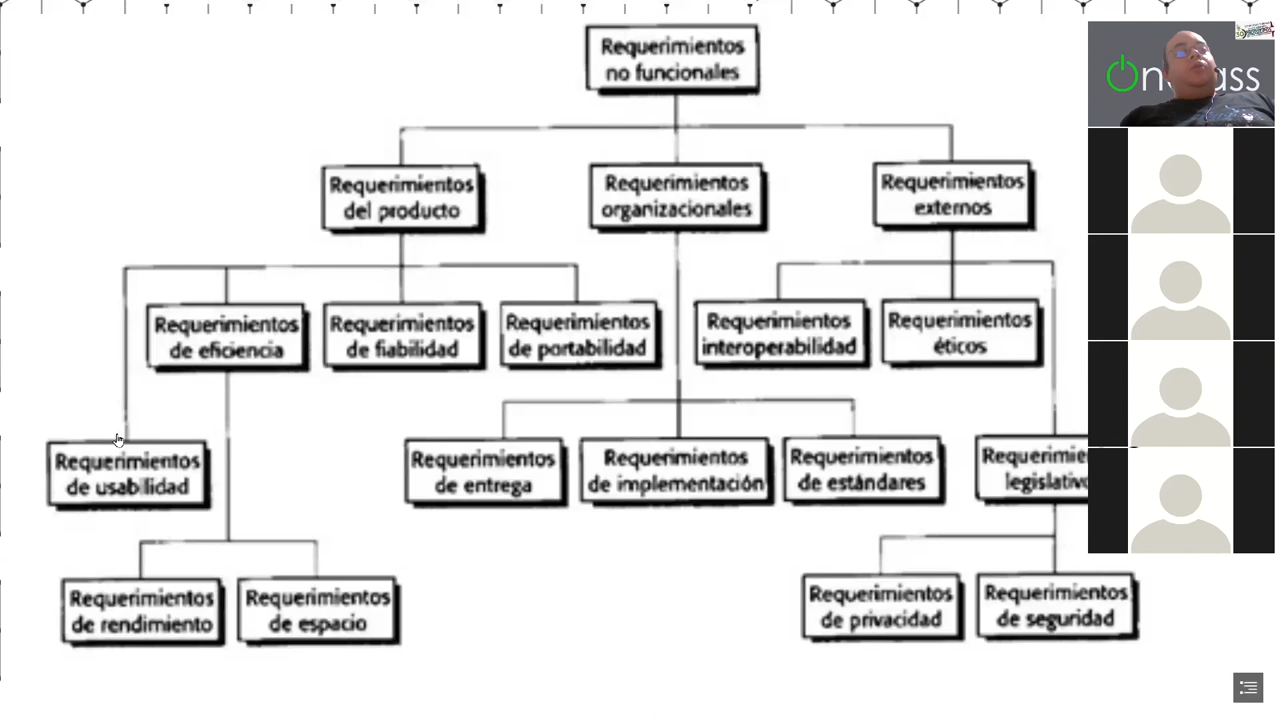 Requerimientos
no funcionales
Requerimientos
del producto
Requerimientos
organizacionales
Requerimientos
externos
Requerimientos
de eficiencia
Requerimientos
de fiabilidad
Requerimientos
de portabilidad
Requerimientos
interoperabilidad
Requerimientos
éticos
Requerimientos
de usabilidad
Requerimientos
de entrega
Requerimientos
de implementación
Requerimientos
de estándares
Requerimie
legislativo
Requerimientos
de rendimiento
Requerimientos
de espacio
Requerimientos
de privacidad
Requerimientos
de seguridad